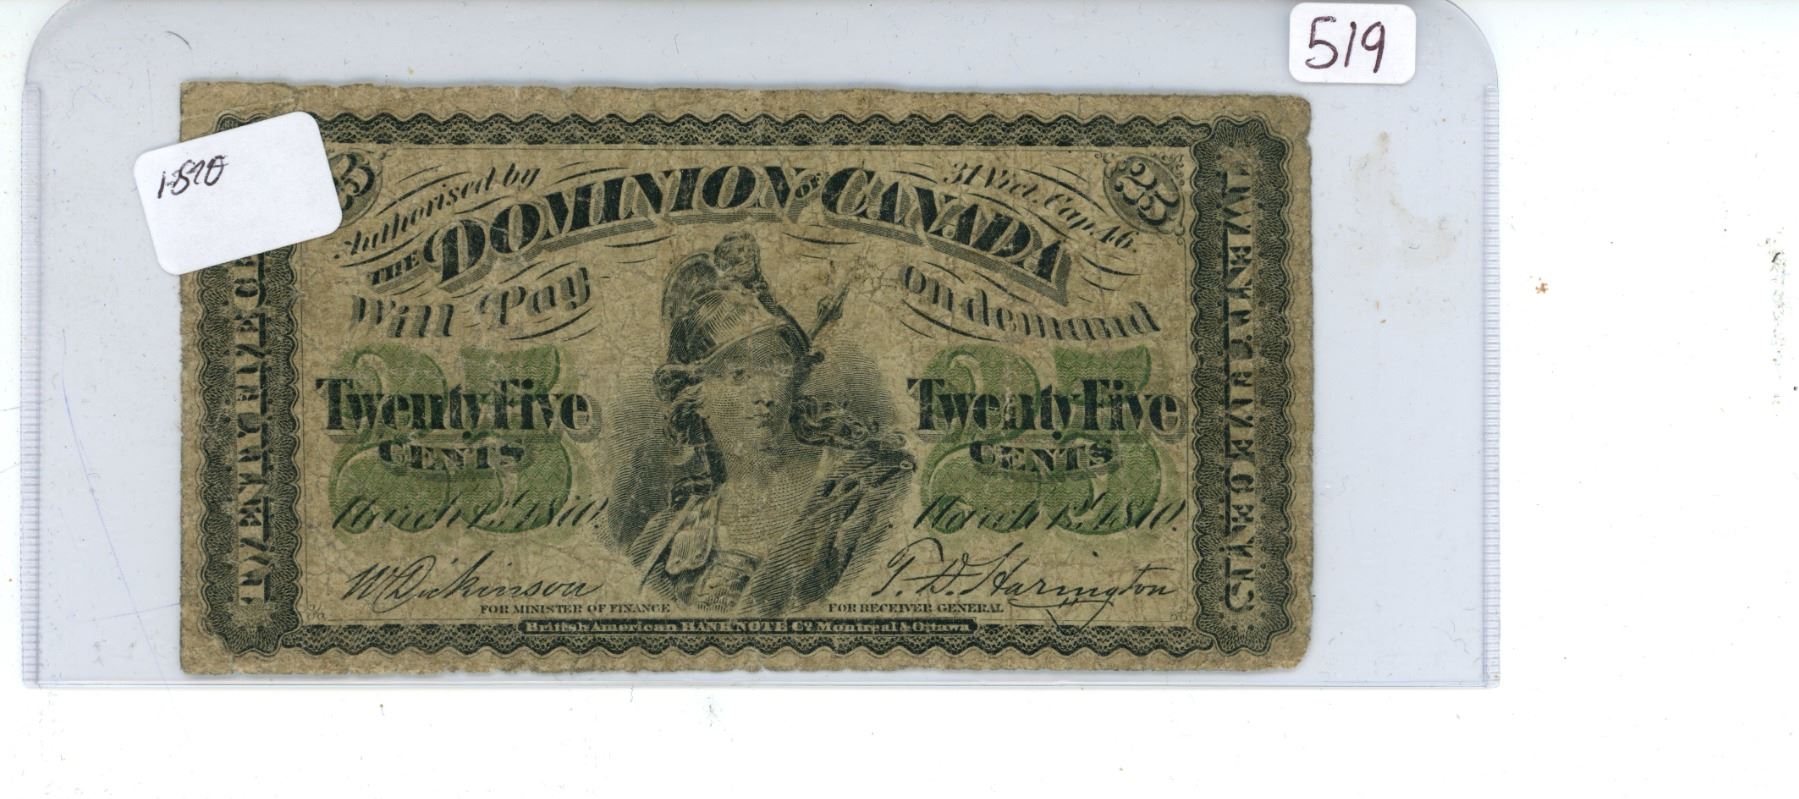 519
1870
25
Authorised by
31 Vict. Cap. 46.
THE DOMINION OF CANADA
Will Pay on demand
Twenty Five
CENTS
Twenty Five
CENTS
March 1st, 1870.
March 1st, 1870.
W Dickinson
T. D. Harington
FOR MINISTER OF FINANCE
FOR RECEIVER GENERAL
British American BANK NOTE Co. Montreal & Ottawa
TWENTY FIVE CE
TWENTY FIVE CENTS